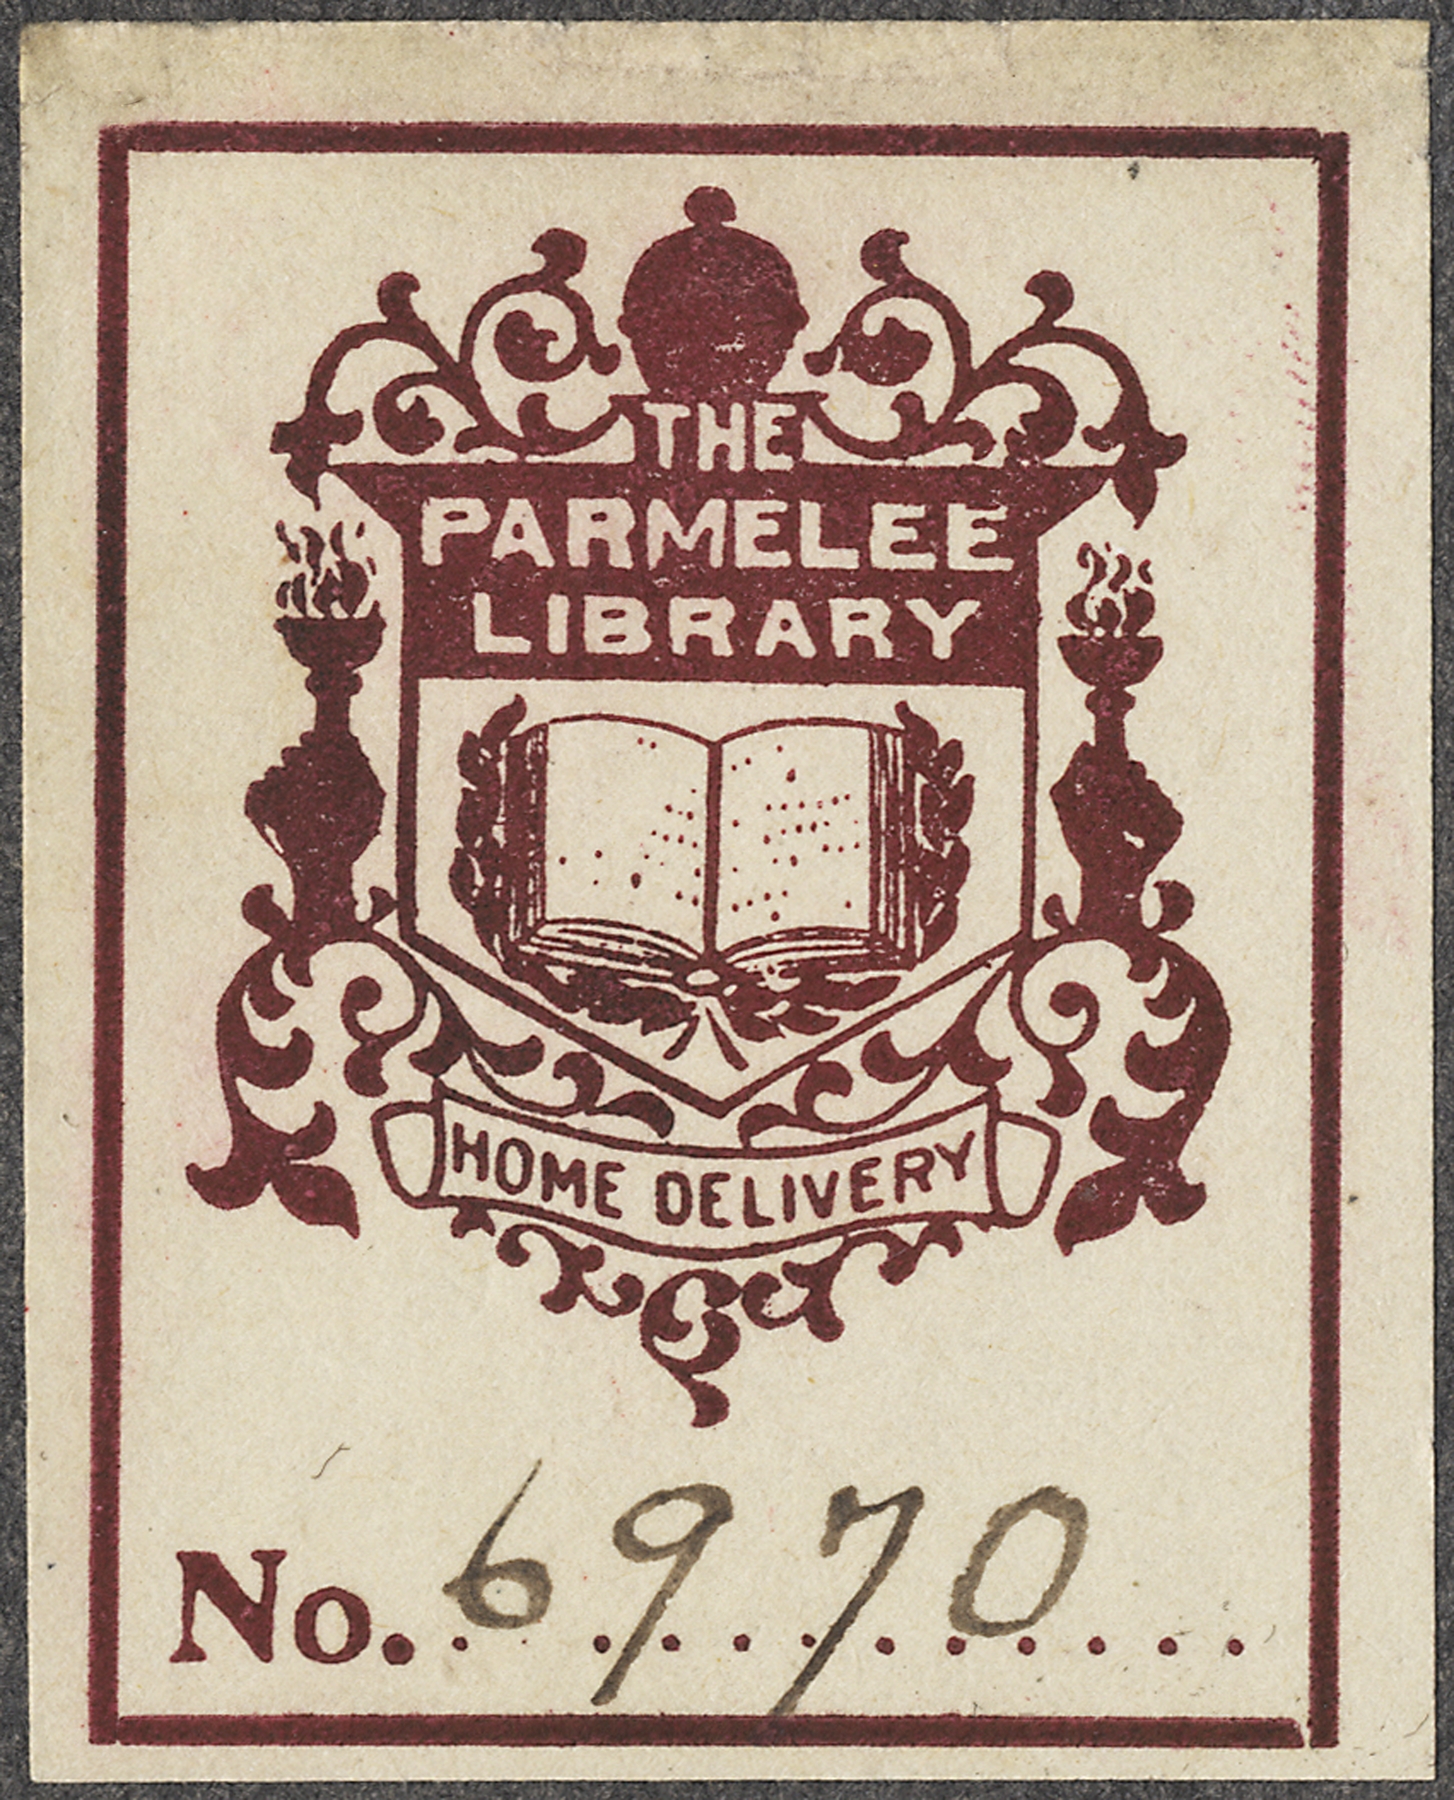 THE
PARMELEE
LIBRARY
HOME DELIVERY
No. 6970